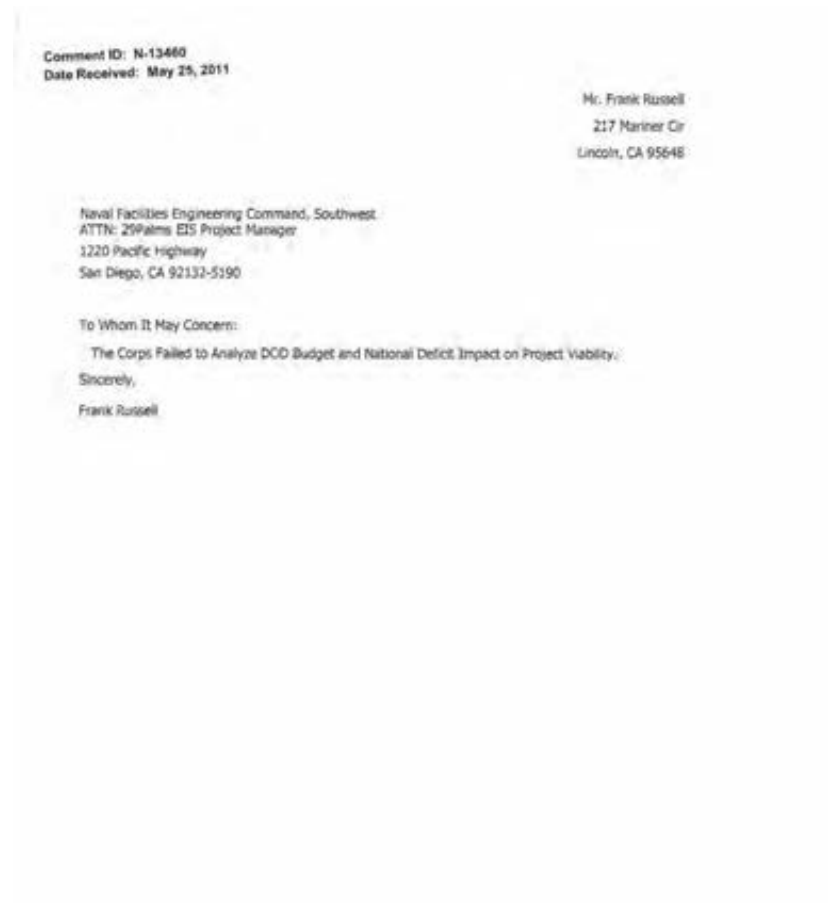 Comment ID: N-13460
Date Received: May 25, 2011
Mr. Frank Russell
217 Mariner Cir
Lincoln, CA 95648
Naval Facilities Engineering Command, Southwest
ATTN: 29Palms EIS Project Manager
1220 Pacific Highway
San Diego, CA 92132-5190
To Whom It May Concern:
The Corps Failed to Analyze DOD Budget and National Deficit Impact on Project Viability.
Sincerely,
Frank Russell